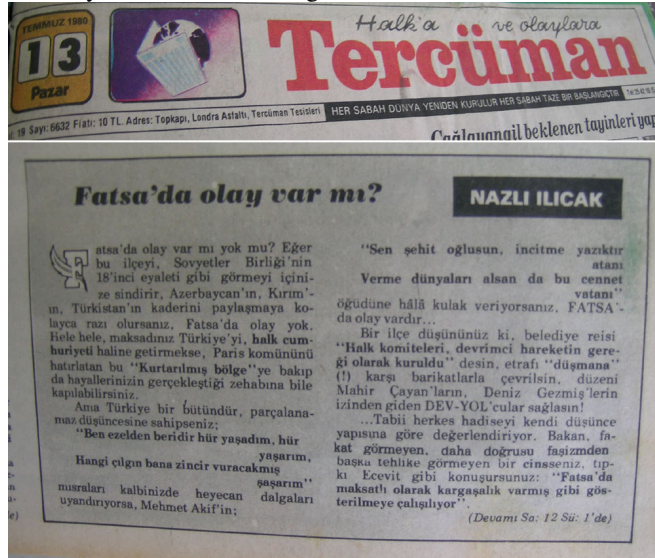 TEMMUZ 1980
13
Pazar
Halk'a ve olaylara
Tercüman
19 Sayı: 6632 Fiatı: 10 TL. Adres: Topkapı, Londra Asfaltı, Tercüman Tesisleri
HER SABAH DÜNYA YENİDEN KURULUR HER SABAH TAZE BİR BAŞLANGIÇTIR
Çağlayangil beklenen tayinleri yap
Fatsa'da olay var mı?
NAZLI ILICAK
Fatsa'da olay var mı yok mu? Eğer
bu ilçeyi, Sovyetler Birliği'nin
18'inci eyaleti gibi görmeyi içini-
ze sindirir, Azerbaycan'ın, Kırım'-
ın, Türkistan'ın kaderini paylaşmaya ko-
layca razı olursanız, Fatsa'da olay yok.
Hele hele, maksadınız Türkiye'yi, halk cum-
huriyeti haline getirmekse, Paris komününü
hatırlatan bu "Kurtarılmış bölge"ye bakıp
da hayallerinizin gerçekleştiği zehabına bile
kapılabilirsiniz.
Ama Türkiye bir bütündür, parçalana-
maz düşüncesine sahipseniz;
"Ben ezelden beridir hür yaşadım, hür
yaşarım,
Hangi çılgın bana zincir vuracakmış
şaşarım"
mısraları kalbinizde heyecan dalgaları
uyandırıyorsa, Mehmet Akif'in;
"Sen şehit oğlusun, incitme yazıktır
atanı
Verme dünyaları alsan da bu cennet
vatanı"
öğüdüne hâlâ kulak veriyorsanız, FATSA'-
da olay vardır...
Bir ilçe düşününüz ki, belediye reisi
"Halk komiteleri, devrimci hareketin gere-
ği olarak kuruldu" desin, etrafı "düşmana"
(!) karşı barikatlarla çevrilsin, düzeni
Mahir Çayan'ların, Deniz Gezmiş'lerin
izinden giden DEV-YOL'cular sağlasın!
...Tabii herkes hadiseyi kendi düşünce
yapısına göre değerlendiriyor. Bakan, fa-
kat görmeyen, daha doğrusu faşizmden
başka tehlike görmeyen bir cinsseniz, tıp-
kı Ecevit gibi konuşursunuz: "Fatsa'da
maksatlı olarak kargaşalık varmış gibi gös-
terilmeye çalışılıyor".
(Devamı Sa: 12 Sü: 1'de)